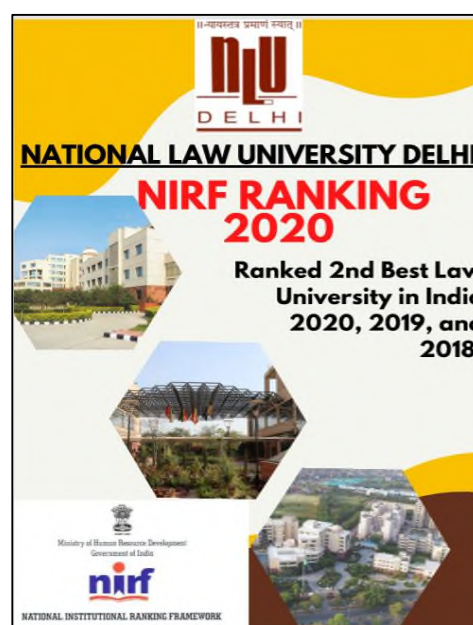 ॥-न्यायस्तत्र प्रमाणं स्यात्॥
nLU
DELHI
NATIONAL LAW UNIVERSITY DELHI
NIRF RANKING
2020
Ranked 2nd Best Law
University in India
2020, 2019, and
2018
Ministry of Human Resource Development
Government of India
nirf
NATIONAL INSTITUTIONAL RANKING FRAMEWORK